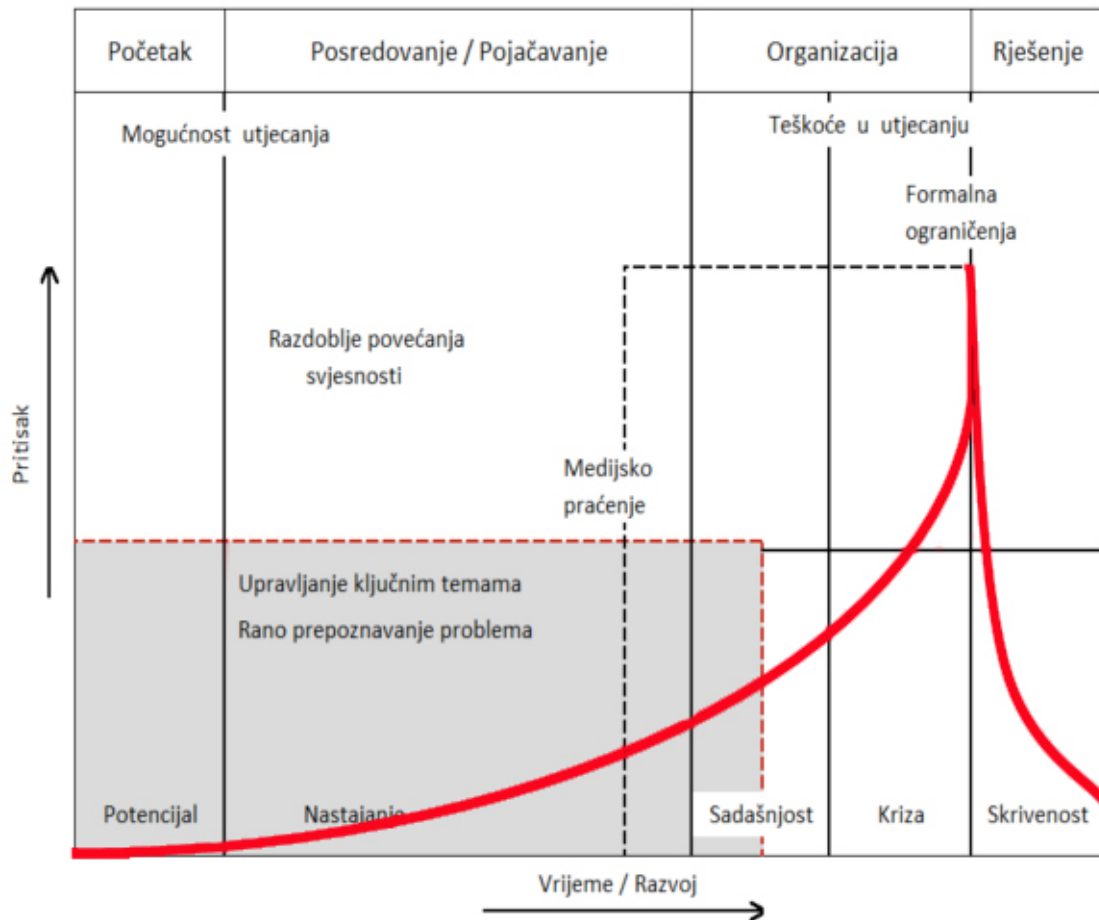 Početak
Posredovanje / Pojačavanje
Organizacija
Rješenje
Mogućnost utjecanja
Teškoće u utjecanju
Formalna
ograničenja
Razdoblje povećanja
svjesnosti
Pritisak
Medijsko
praćenje
Upravljanje ključnim temama
Rano prepoznavanje problema
Potencijal
Nastajanje
Sadašnjost
Kriza
Skrivenost
Vrijeme / Razvoj